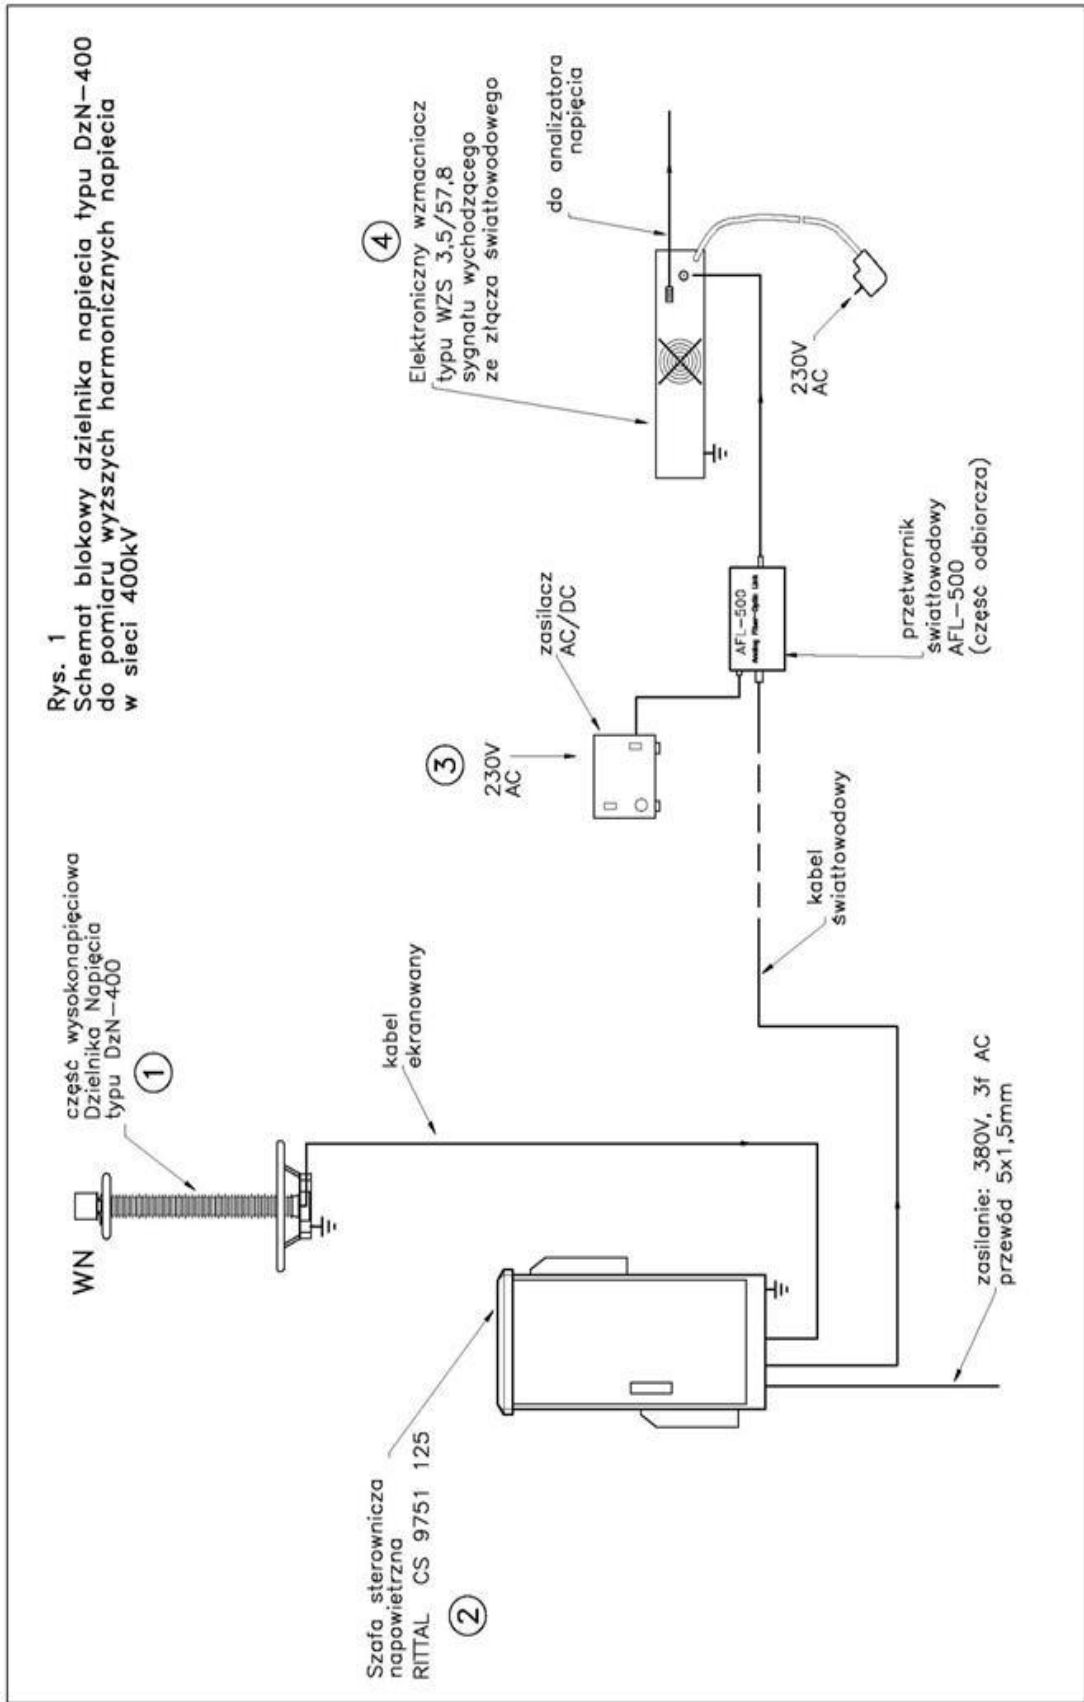 Rys. 1
Schemat blokowy dzielnika napięcia typu DzN-400
do pomiaru wyższych harmonicznych napięcia
w sieci 400kV
WN
część wysokonapięciowa
Dzielnika Napięcia
typu DzN-400
1
Szafa sterownicza
napowietrzna
RITTAL CS 9751 125
2
kabel
ekranowany
zasilanie: 380V, 3f AC
przewód 5x1,5mm
kabel
światłowodowy
3
230V
AC
zasilacz
AC/DC
AFL-500
Analog Fiber-Optic Link
przetwornik
światłowodowy
AFL-500
(część odbiorcza)
4
Elektroniczny wzmacniacz
typu WZS 3,5/57,8
sygnału wychodzącego
ze złącza światłowodowego
do analizatora
napięcia
230V
AC